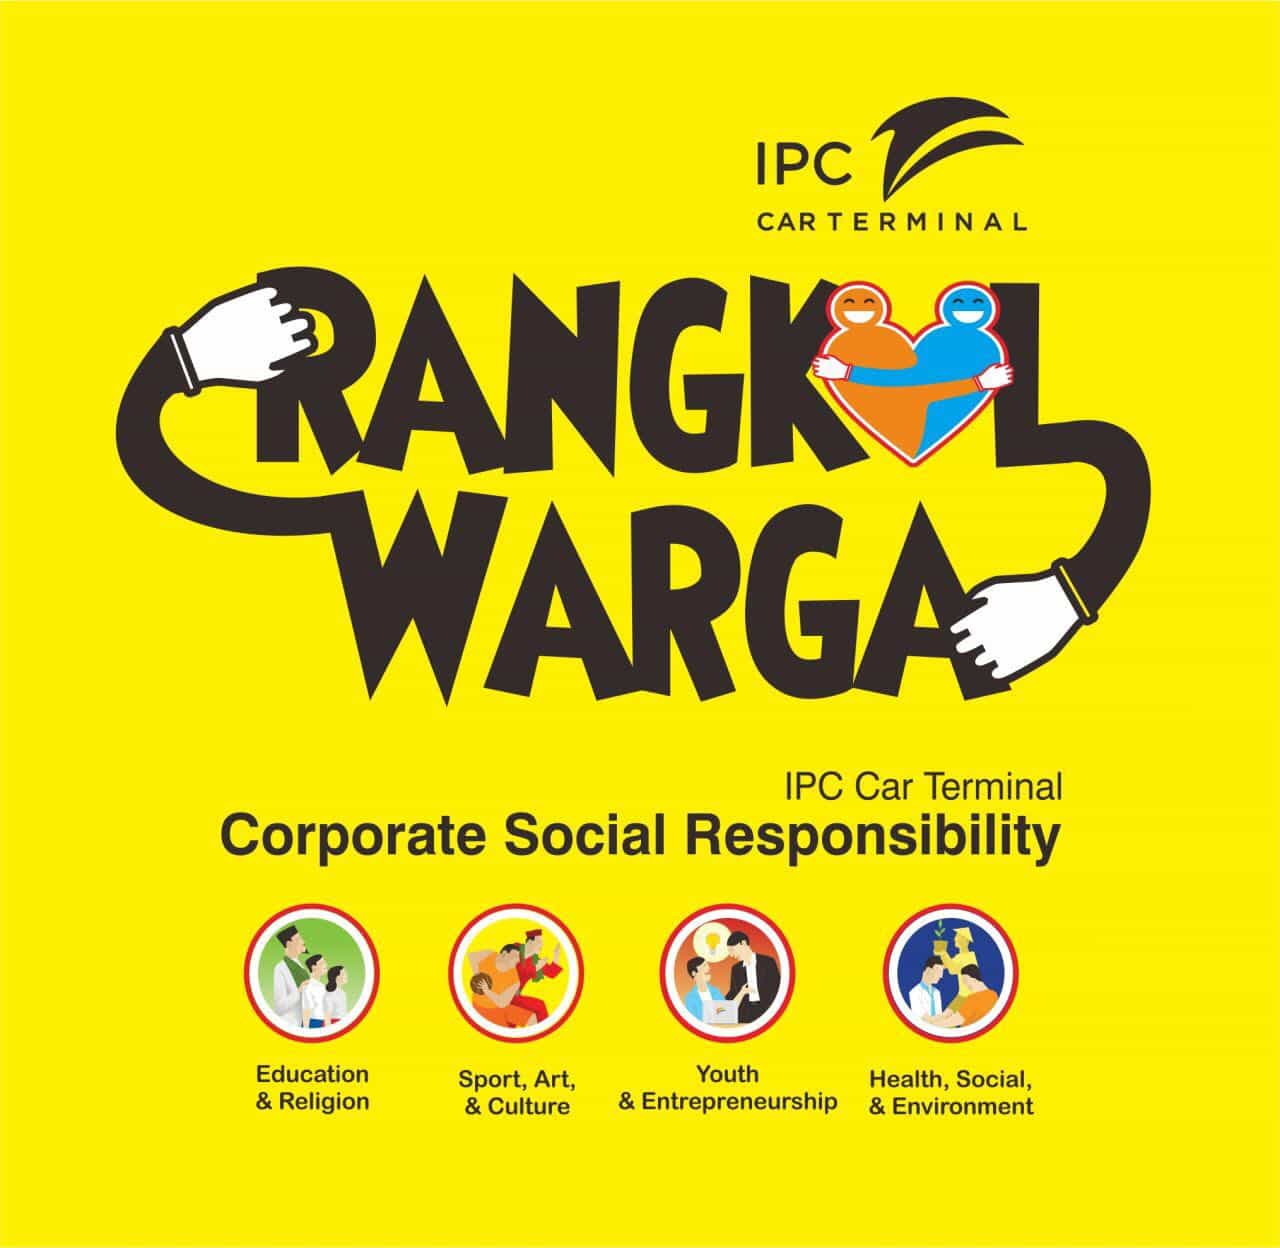 IPC
CAR TERMINAL
RANGKOL
WARGA
IPC Car Terminal
Corporate Social Responsibility
Education
& Religion
Sport, Art,
& Culture
Youth
& Entrepreneurship
Health, Social,
& Environment